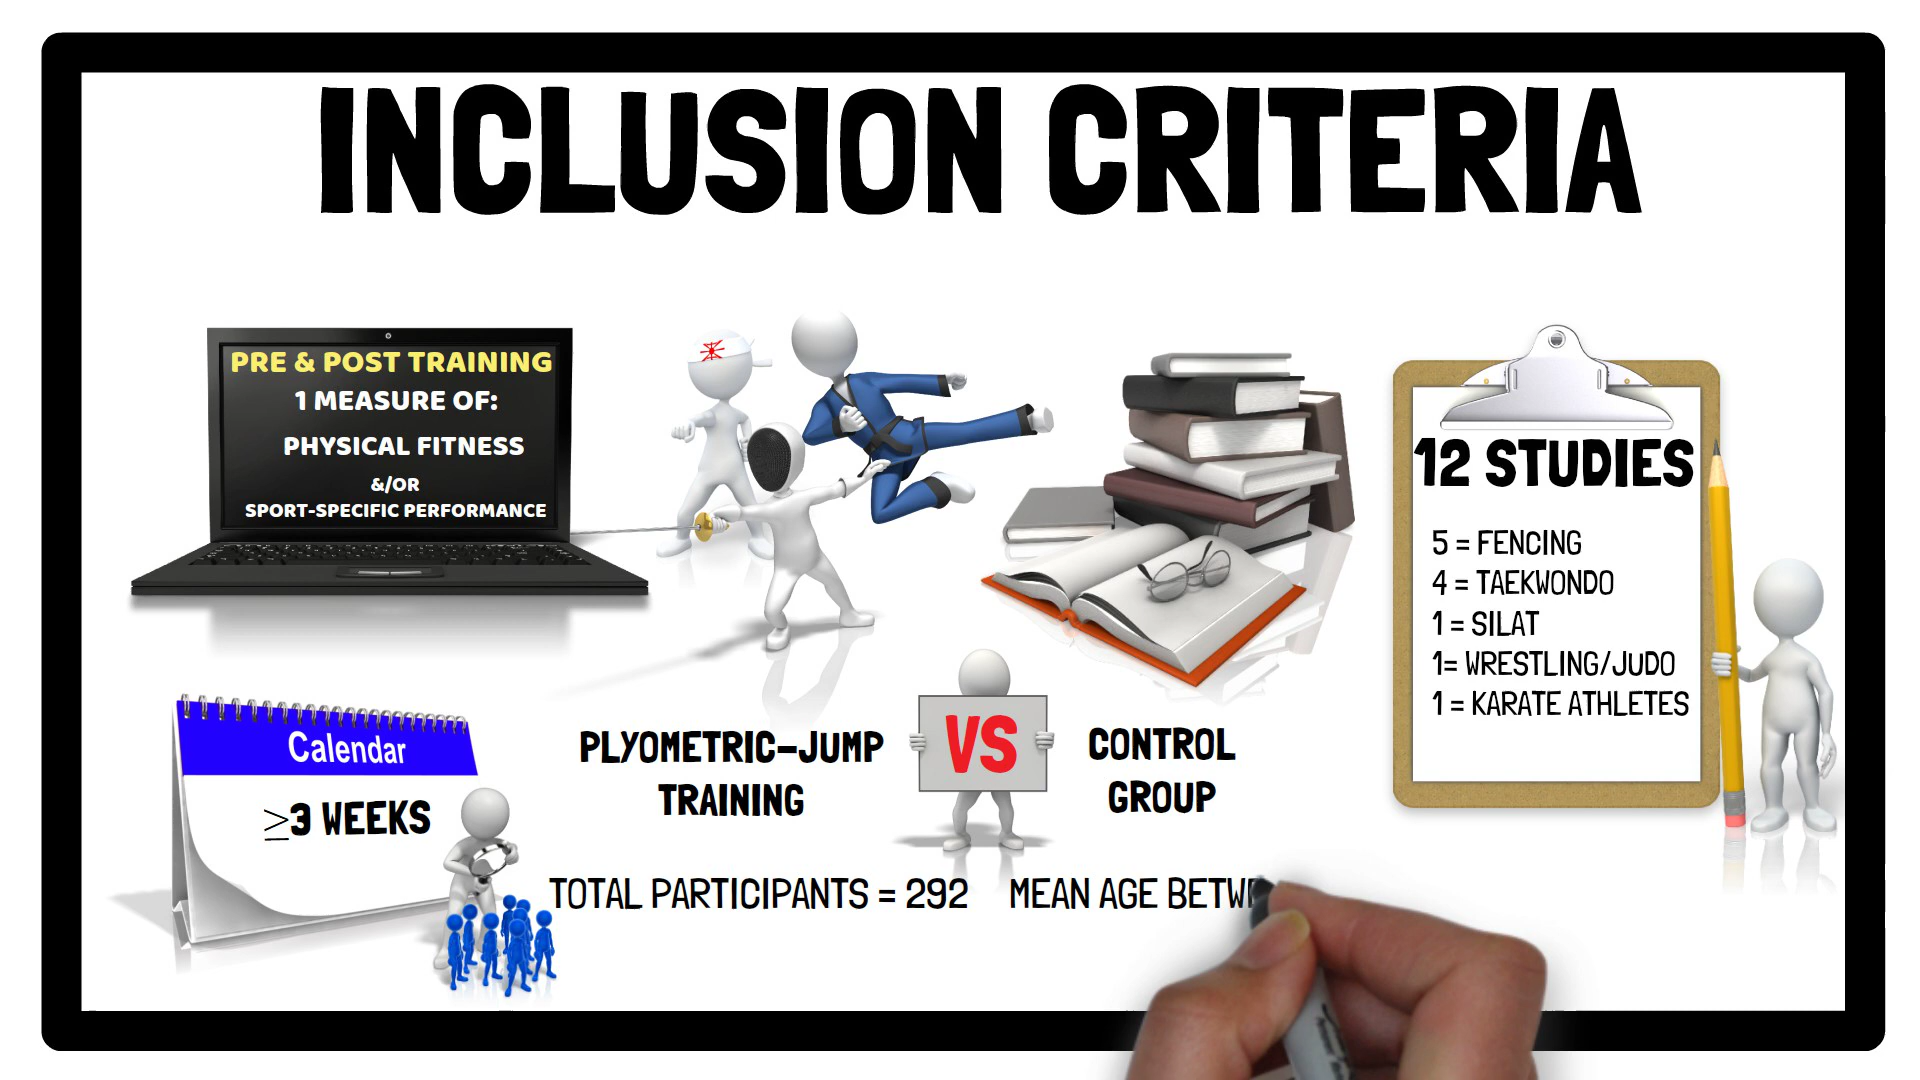 INCLUSION CRITERIA
PRE & POST TRAINING
1 MEASURE OF:
PHYSICAL FITNESS
&/OR
SPORT-SPECIFIC PERFORMANCE
12 STUDIES
5 = FENCING
4 = TAEKWONDO
1 = SILAT
1= WRESTLING/JUDO
1 = KARATE ATHLETES
Calendar
≥3 WEEKS
PLYOMETRIC-JUMP
TRAINING
VS
CONTROL
GROUP
TOTAL PARTICIPANTS = 292
MEAN AGE